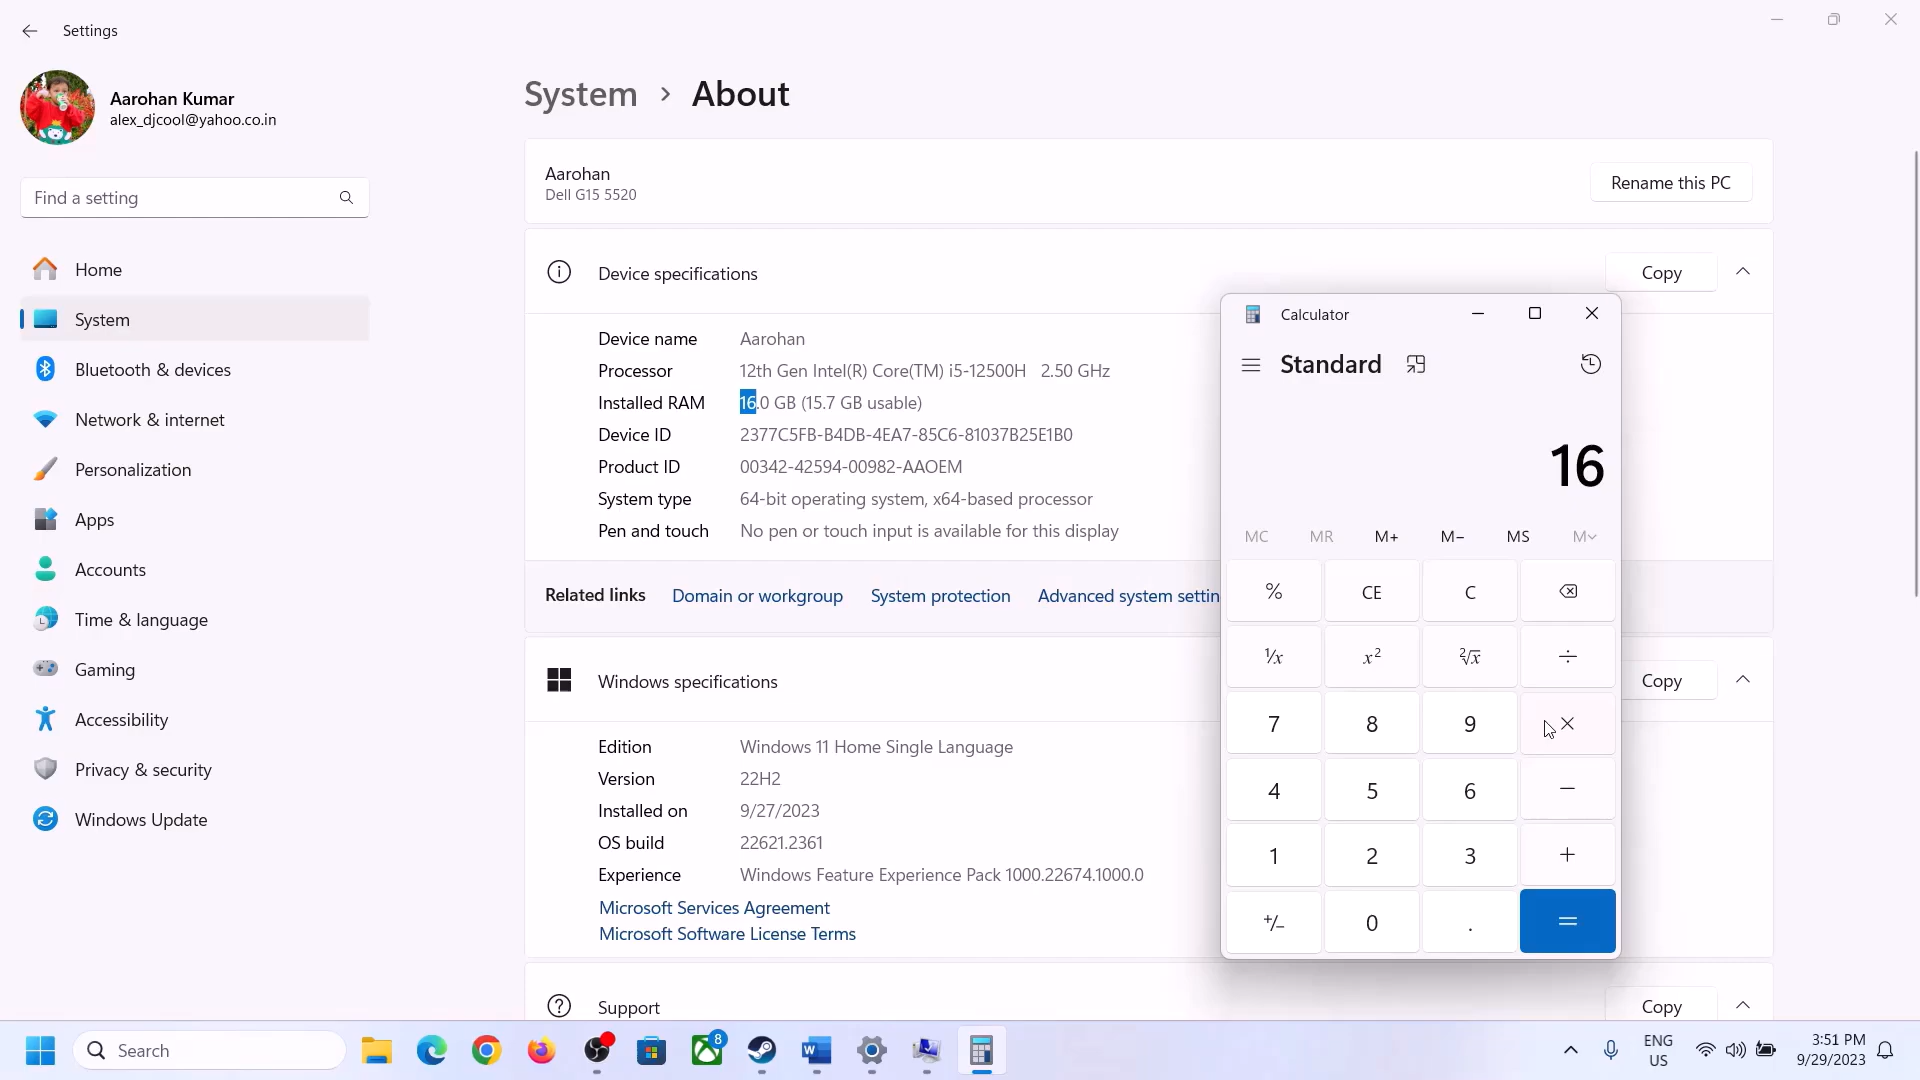 Settings
Aarohan Kumar
alex_djcool@yahoo.co.in
Find a setting
Home
System
Bluetooth & devices
Network & internet
Personalization
Apps
Accounts
Time & language
Gaming
Accessibility
Privacy & security
Windows Update
System › About
Aarohan
Dell G15 5520
Rename this PC
Device specifications
Copy
Device name Aarohan
Processor 12th Gen Intel(R) Core(TM) i5-12500H 2.50 GHz
Installed RAM 16.0 GB (15.7 GB usable)
Device ID 2377C5FB-B4DB-4EA7-85C6-81037B25E1B0
Product ID 00342-42594-00982-AAOEM
System type 64-bit operating system, x64-based processor
Pen and touch No pen or touch input is available for this display
Related links Domain or workgroup System protection Advanced system settin
Windows specifications
Copy
Edition Windows 11 Home Single Language
Version 22H2
Installed on 9/27/2023
OS build 22621.2361
Experience Windows Feature Experience Pack 1000.22674.1000.0
Microsoft Services Agreement
Microsoft Software License Terms
Support
Copy
Calculator
Standard
16
MC MR M+ M− MS M˅
% CE C
¹/x x² ²√x ÷
7 8 9 ×
4 5 6 −
1 2 3 +
+/− 0 . =
Search
8
ENG
US
3:51 PM
9/29/2023